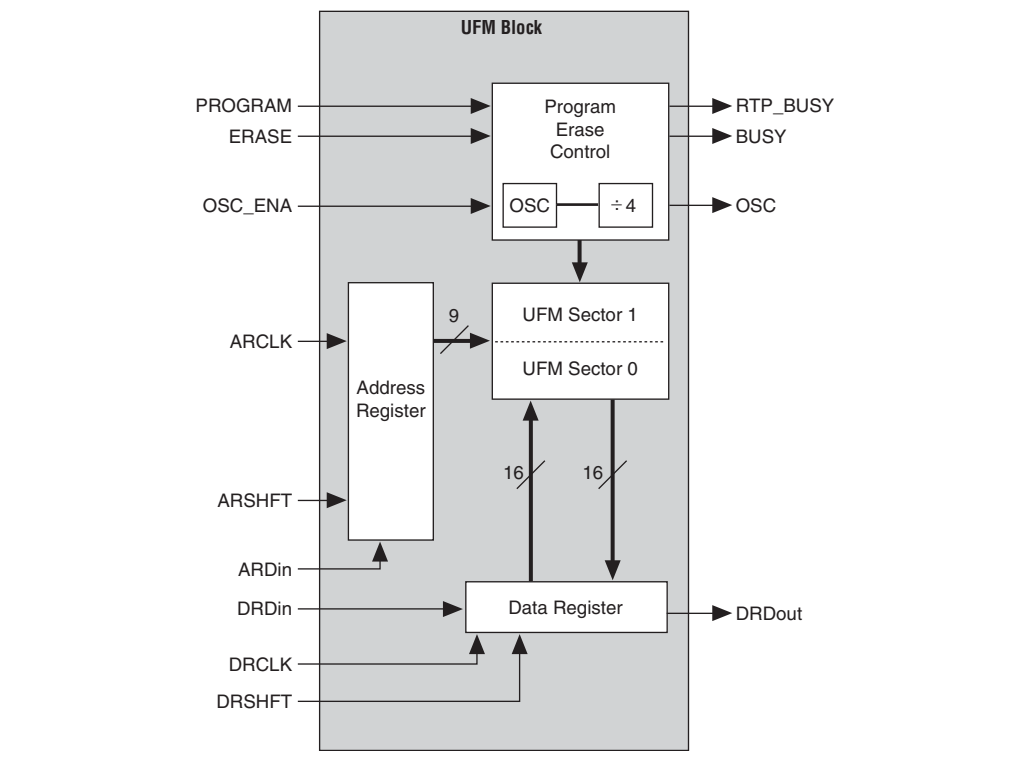 UFM Block
PROGRAM
ERASE
OSC_ENA
Program
Erase
Control
OSC
÷4
RTP_BUSY
BUSY
OSC
ARCLK
ARSHFT
ARDin
Address
Register
9
UFM Sector 1
UFM Sector 0
16
16
DRDin
DRCLK
DRSHFT
Data Register
DRDout